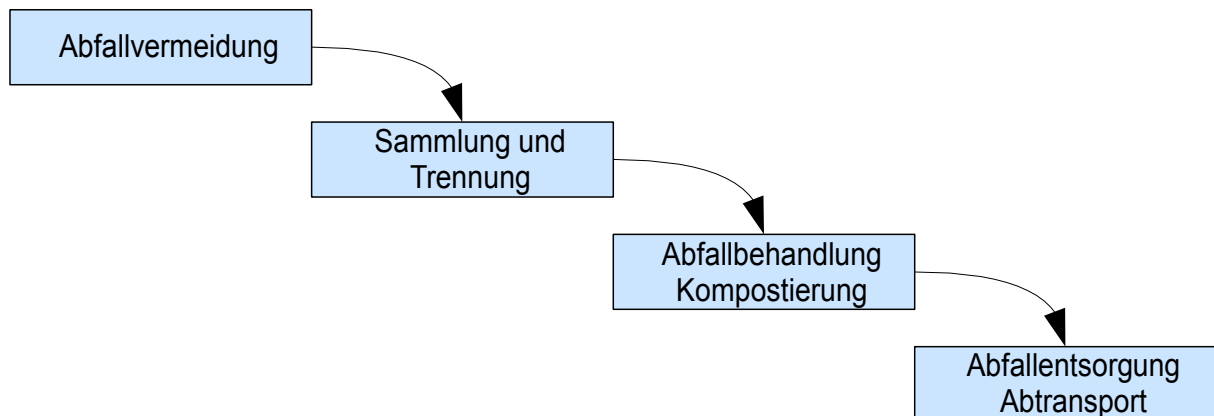 Abfallvermeidung
Sammlung und
Trennung
Abfallbehandlung
Kompostierung
Abfallentsorgung
Abtransport